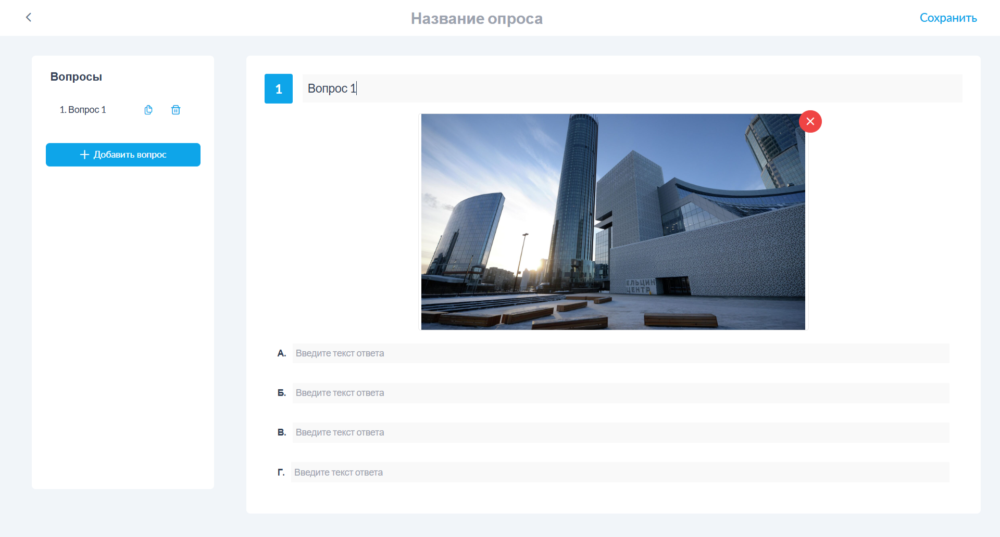 Название опроса
Сохранить
Вопросы
1. Вопрос 1
Добавить вопрос
1
Вопрос 1
ЕЛЬЦИН
ЦЕНТР
А.
Введите текст ответа
Б.
Введите текст ответа
В.
Введите текст ответа
Г.
Введите текст ответа